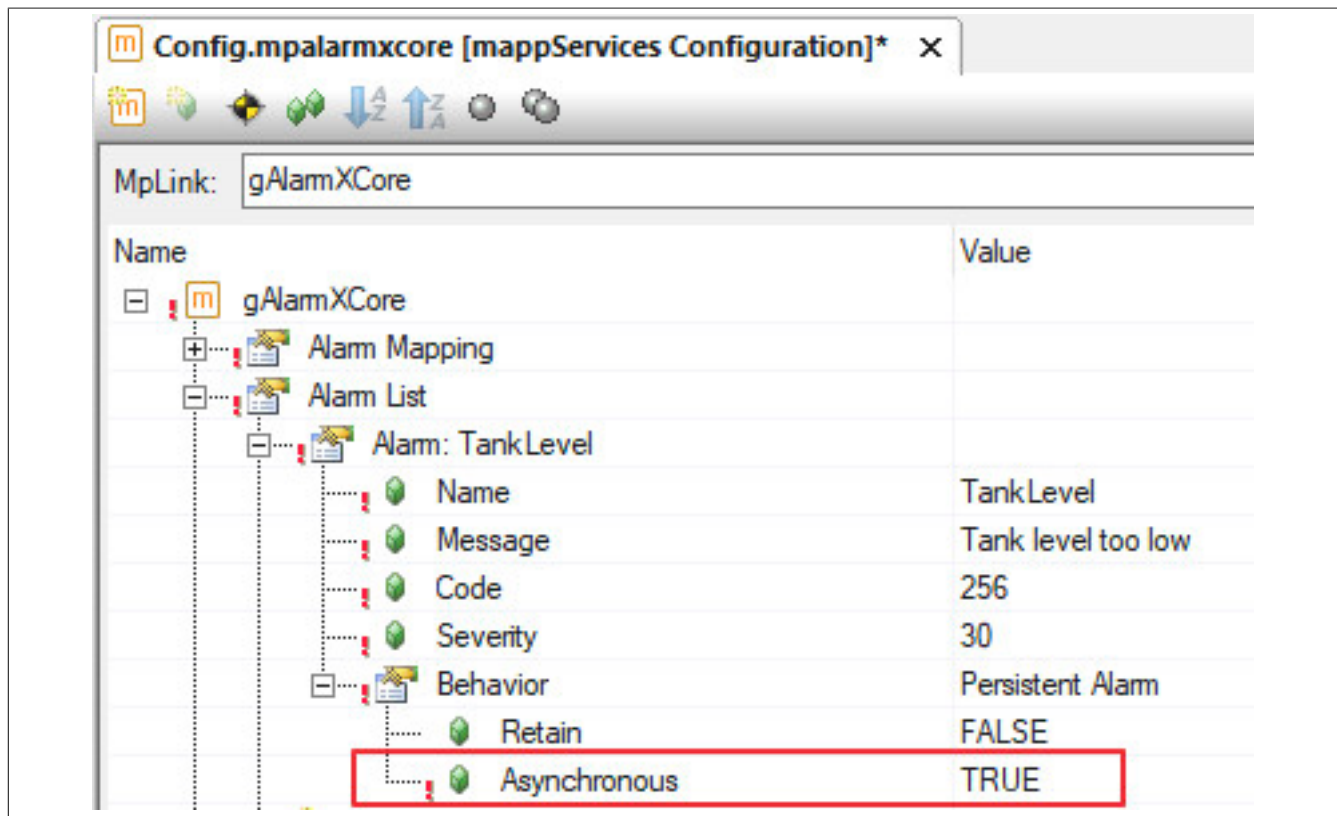 Config.mpalarmxcore [mappServices Configuration]* X
MpLink: gAlarmXCore
Name Value
gAlarmXCore
Alarm Mapping
Alarm List
Alarm: TankLevel
Name TankLevel
Message Tank level too low
Code 256
Severity 30
Behavior Persistent Alarm
Retain FALSE
Asynchronous TRUE